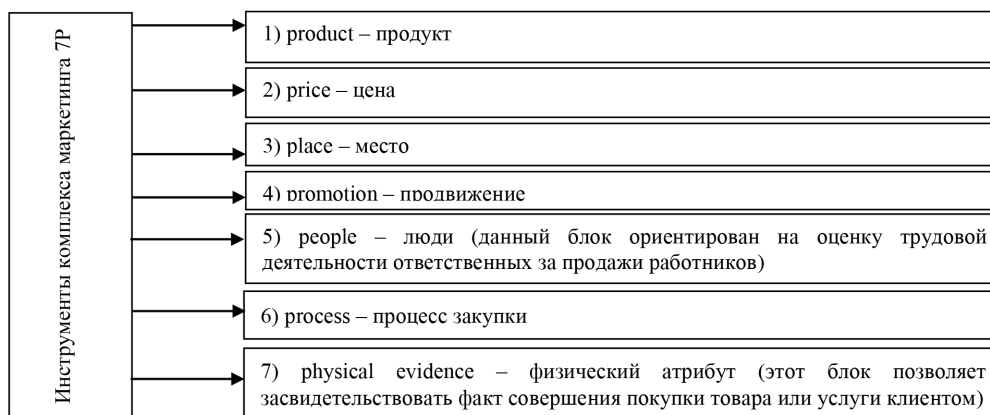 Инструменты комплекса маркетинга 7P
1) product – продукт
2) price – цена
3) place – место
4) promotion – продвижение
5) people – люди (данный блок ориентирован на оценку трудовой
деятельности ответственных за продажи работников)
6) process – процесс закупки
7) physical evidence – физический атрибут (этот блок позволяет
засвидетельствовать факт совершения покупки товара или услуги клиентом)